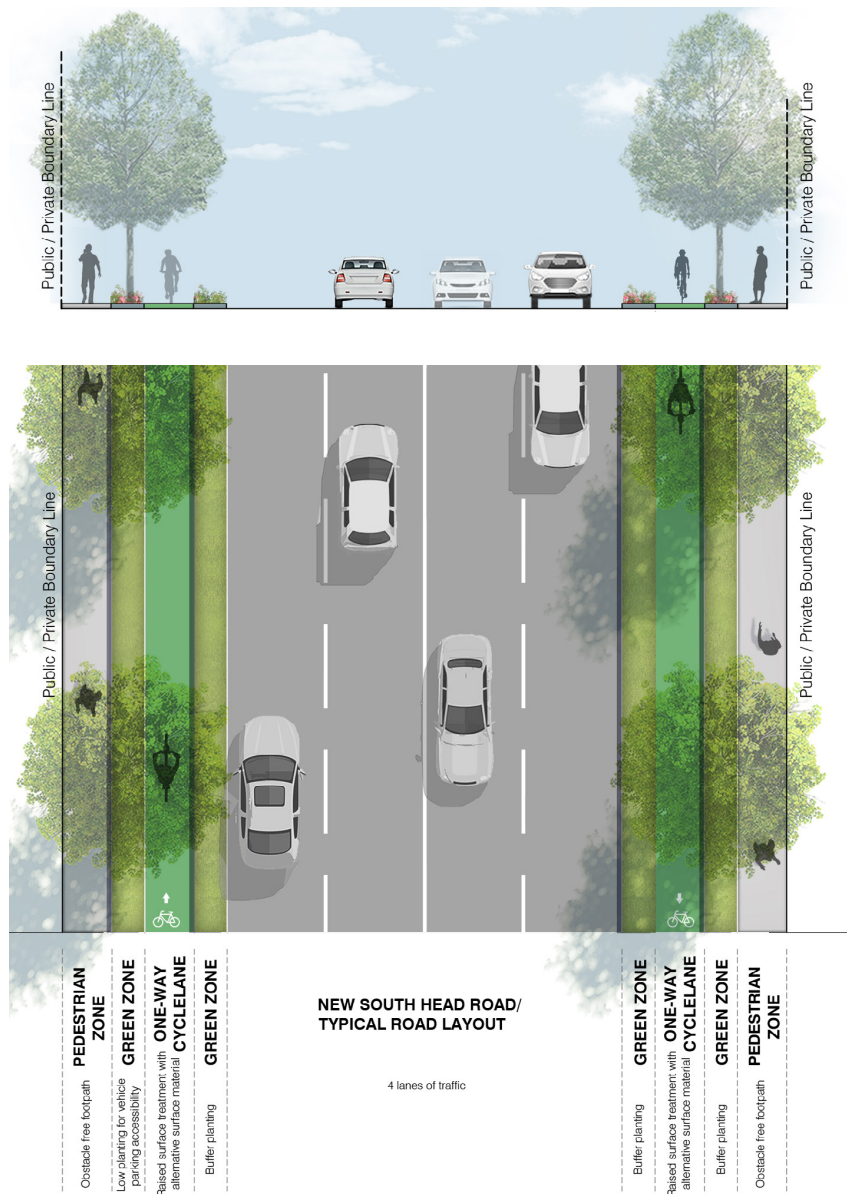 Public / Private Boundary Line
Public / Private Boundary Line
Public / Private Boundary Line
Public / Private Boundary Line
PEDESTRIAN
ZONE
Obstacle free footpath
GREEN ZONE
Low planting for vehicle
parking accessibility
ONE-WAY
CYCLELANE
Raised surface treatment with
alternative surface material
GREEN ZONE
Buffer planting
NEW SOUTH HEAD ROAD/
TYPICAL ROAD LAYOUT
4 lanes of traffic
GREEN ZONE
Buffer planting
ONE-WAY
CYCLELANE
Raised surface treatment with
alternative surface material
GREEN ZONE
Buffer planting
PEDESTRIAN
ZONE
Obstacle free footpath